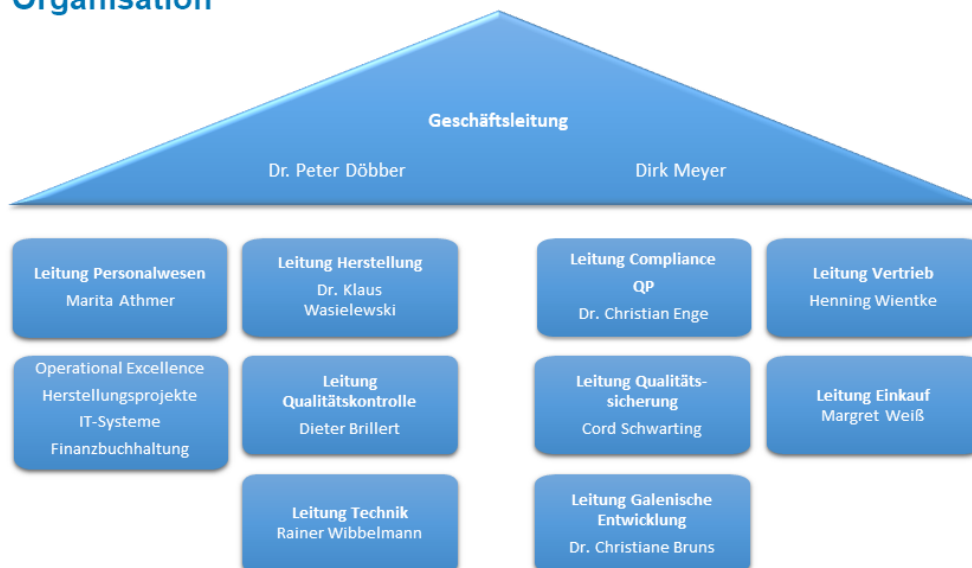 Organisation
Geschäftsleitung
Dr. Peter Döbber
Dirk Meyer
Leitung Personalwesen
Marita Athmer
Leitung Herstellung
Dr. Klaus
Wasielewski
Leitung Compliance
QP
Dr. Christian Enge
Leitung Vertrieb
Henning Wientke
Operational Excellence
Herstellungsprojekte
IT-Systeme
Finanzbuchhaltung
Leitung
Qualitätskontrolle
Dieter Brillert
Leitung Qualitäts-
sicherung
Cord Schwarting
Leitung Einkauf
Margret Weiß
Leitung Technik
Rainer Wibbelmann
Leitung Galenische
Entwicklung
Dr. Christiane Bruns